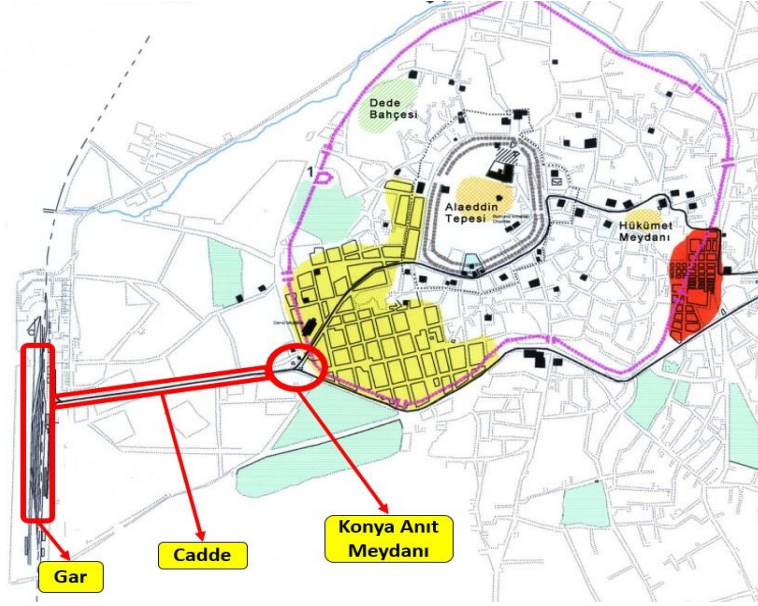 Dede
Bahçesi
1
Alaeddin
Tepesi
Hükümet
Meydanı
Konya Anıt
Meydanı
Cadde
Gar